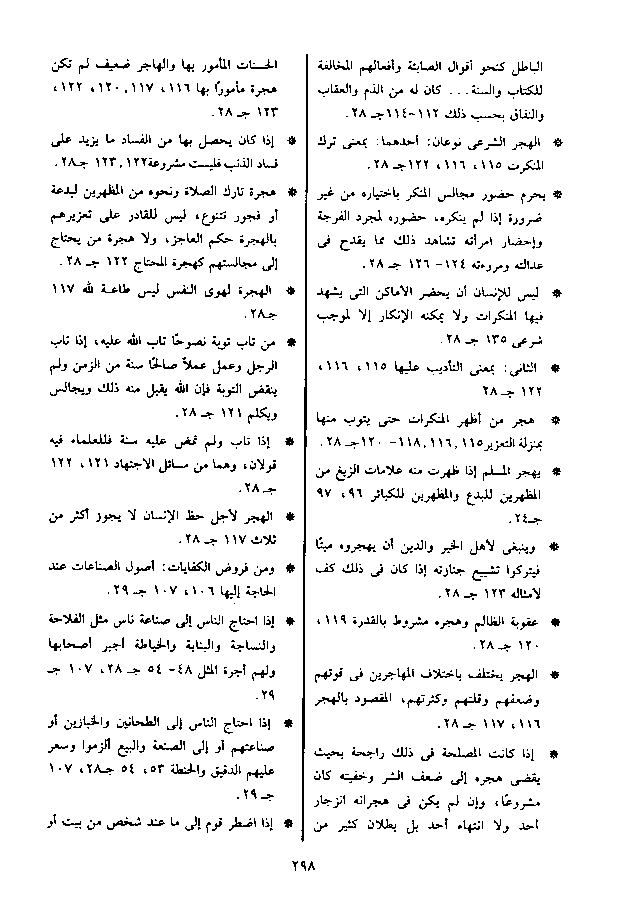 الباطل كنحو أقوال الصابئة وأفعالهم المخالفة
للكتاب والسنة... كان له من الذم والعقاب
والنفاق بحسب ذلك ١١٢-١١٤جـ ٢٨.
* الهجر الشرعى نوعان: أحدهما: بمعنى ترك
المنكرت ١١٥، ١١٦، ١٢٢جـ ٢٨.
* يحرم حضور مجالس المنكر باختياره من غير
ضرورة إذا لم ينكره، حضوره لمجرد الفرجة
وإحضار امرأته تشاهد ذلك مما يقدح فى
عدالته ومروءته ١٢٤- ١٢٦ جـ ٢٨.
* ليس للإنسان أن يحضر الأماكن التى يشهد
فيها المنكرات ولا يمكنه الإنكار إلا لموجب
شرعى ١٣٥ جـ ٢٨.
* الثانى: بمعنى التأديب عليها ١١٥، ١١٦،
١٢٢ جـ ٢٨
* هجر من أظهر المنكرات حتى يتوب منها
بمنزلة التعزير١١٥, ١١٦, ١١٨- ١٢٠جـ ٢٨.
* يهجر المسلم إذا ظهرت منه علامات الزيغ من
المظهرين للبدع والمظهرين للكبائر ٩٦، ٩٧
جـ٢٤.
* وينبغى لأهل الخير والدين أن يهجروه ميتًا
فيتركوا تشييع جنازته إذا كان فى ذلك كف
لأمثاله ١٢٣ جـ ٢٨.
* عقوبة الظالم وهجره مشروط بالقدرة ١١٩،
١٢٠ جـ ٢٨.
* الهجر يختلف باختلاف المهاجرين فى قوتهم
وضعفهم وقلتهم وكثرتهم، المقصود بالهجر
١١٦، ١١٧ جـ ٢٨.
* إذا كانت المصلحة فى ذلك راجحة بحيث
يقضى هجره إلى ضعف الشر وخفيته كان
مشروعًا، وإن لم يكن فى هجرانه انزجار
أحد ولا انتهاء أحد بل بطلان كثير من
الحسنات المأمور بها والهاجر ضعيف لم تكن
هجرة مأمورًا بها ١١٦، ١١٧, ١٢٠، ١٢٢،
١٢٣ جـ ٢٨.
* إذا كان يحصل بها من الفساد ما يزيد على
فساد الذنب فليست مشروعة١٢٢, ١٢٣ جـ٢٨.
* هجرة تارك الصلاة ونحوه من المظهرين لبدعة
أو فجور تتنوع، ليس للقادر على تعزيرهم
بالهجرة حكم العاجز، ولا هجرة من يحتاج
إلى مجالستهم كهجرة المحتاج ١٢٢ جـ ٢٨.
* الهجرة لهوى النفس ليس طاعة لله ١١٧
جـ٢٨.
* من تاب توبة نصوحًا تاب الله عليه، إذا تاب
الرجل وعمل عملاً صالحًا سنة من الزمن ولم
ينقض التوبة فإن الله يقبل منه ذلك ويجالس
ويكلم ١٢١ جـ ٢٨.
* إذا تاب ولم تمض عليه سنة فللعلماء فيه
قولان، وهما من مسائل الاجتهاد ١٢١، ١٢٢
جـ ٢٨.
* الهجر لأجل حظ الإنسان لا يجوز أكثر من
ثلاث ١١٧ جـ ٢٨.
* ومن فروض الكفايات: أصول الصناعات عند
الحاجة إليها ١٠٦، ١٠٧ جـ ٢٩.
* إذا احتاج الناس إلى صناعة ناس مثل الفلاحة
والنساجة والبناية والخياطة أجبر أصحابها
ولهم أجرة المثل ٤٨- ٥٤ جـ ٢٨، ١٠٧ جـ
٢٩.
* إذا احتاج الناس إلى الطحانين والخبازين أو
صناعتهم أو إلى الصنعة والبيع ألزموا وسعر
عليهم الدقيق والحنطة ٥٣، ٥٤ جـ٢٨، ١٠٧
جـ ٢٩.
* إذا اضطر قوم إلى ما عند شخص من بيت أو
٢٩٨